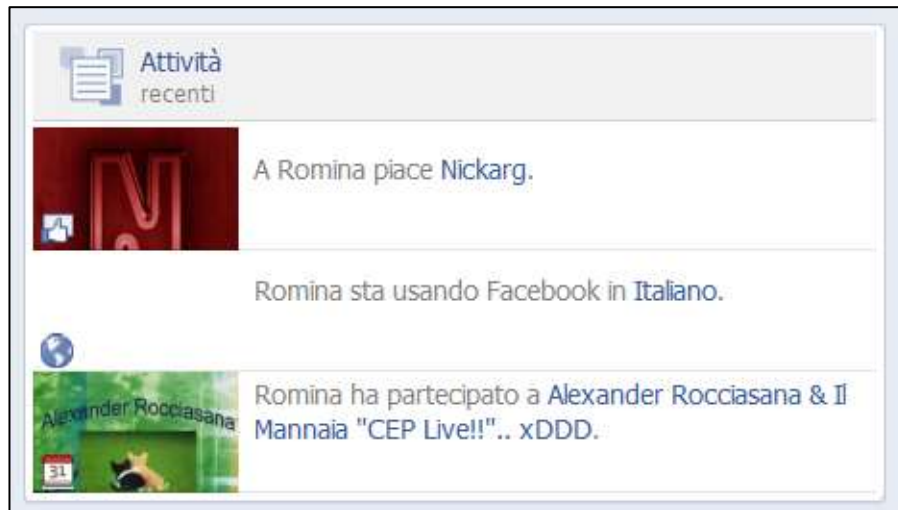 Attività
recenti
A Romina piace Nickarg.
Romina sta usando Facebook in Italiano.
Alexander Rocciasana
31
Romina ha partecipato a Alexander Rocciasana & Il
Mannaia "CEP Live!!".. xDDD.